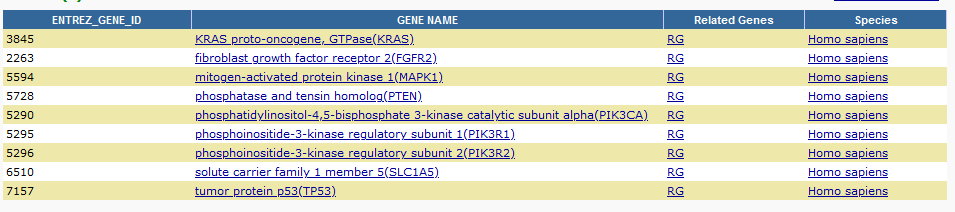 ENTREZ_GENE_ID GENE NAME Related Genes Species
3845 KRAS proto-oncogene, GTPase(KRAS) RG Homo sapiens
2263 fibroblast growth factor receptor 2(FGFR2) RG Homo sapiens
5594 mitogen-activated protein kinase 1(MAPK1) RG Homo sapiens
5728 phosphatase and tensin homolog(PTEN) RG Homo sapiens
5290 phosphatidylinositol-4,5-bisphosphate 3-kinase catalytic subunit alpha(PIK3CA) RG Homo sapiens
5295 phosphoinositide-3-kinase regulatory subunit 1(PIK3R1) RG Homo sapiens
5296 phosphoinositide-3-kinase regulatory subunit 2(PIK3R2) RG Homo sapiens
6510 solute carrier family 1 member 5(SLC1A5) RG Homo sapiens
7157 tumor protein p53(TP53) RG Homo sapiens